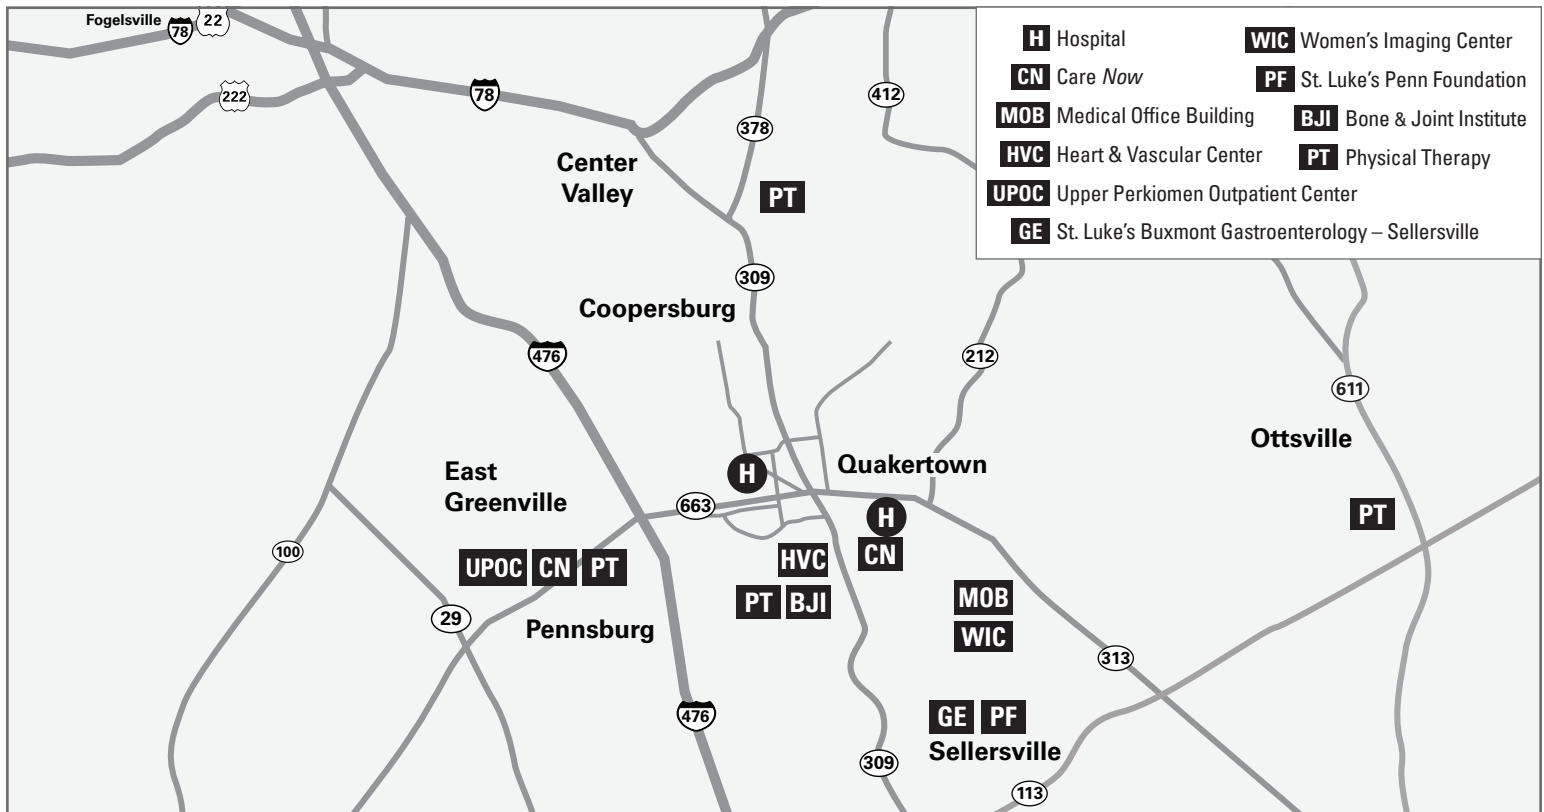 Fogelsville
78
22
222
78
378
412
H Hospital
CN Care Now
MOB Medical Office Building
HVC Heart & Vascular Center
UPOC Upper Perkiomen Outpatient Center
GE St. Luke's Buxmont Gastroenterology – Sellersville
WIC Women's Imaging Center
PF St. Luke's Penn Foundation
BJI Bone & Joint Institute
PT Physical Therapy
Center
Valley
PT
309
Coopersburg
476
212
611
Ottsville
East
Greenville
H
Quakertown
663
H
PT
100
UPOC CN PT
HVC
CN
PT BJI
MOB
WIC
29
Pennsburg
313
476
GE PF
Sellersville
309
113